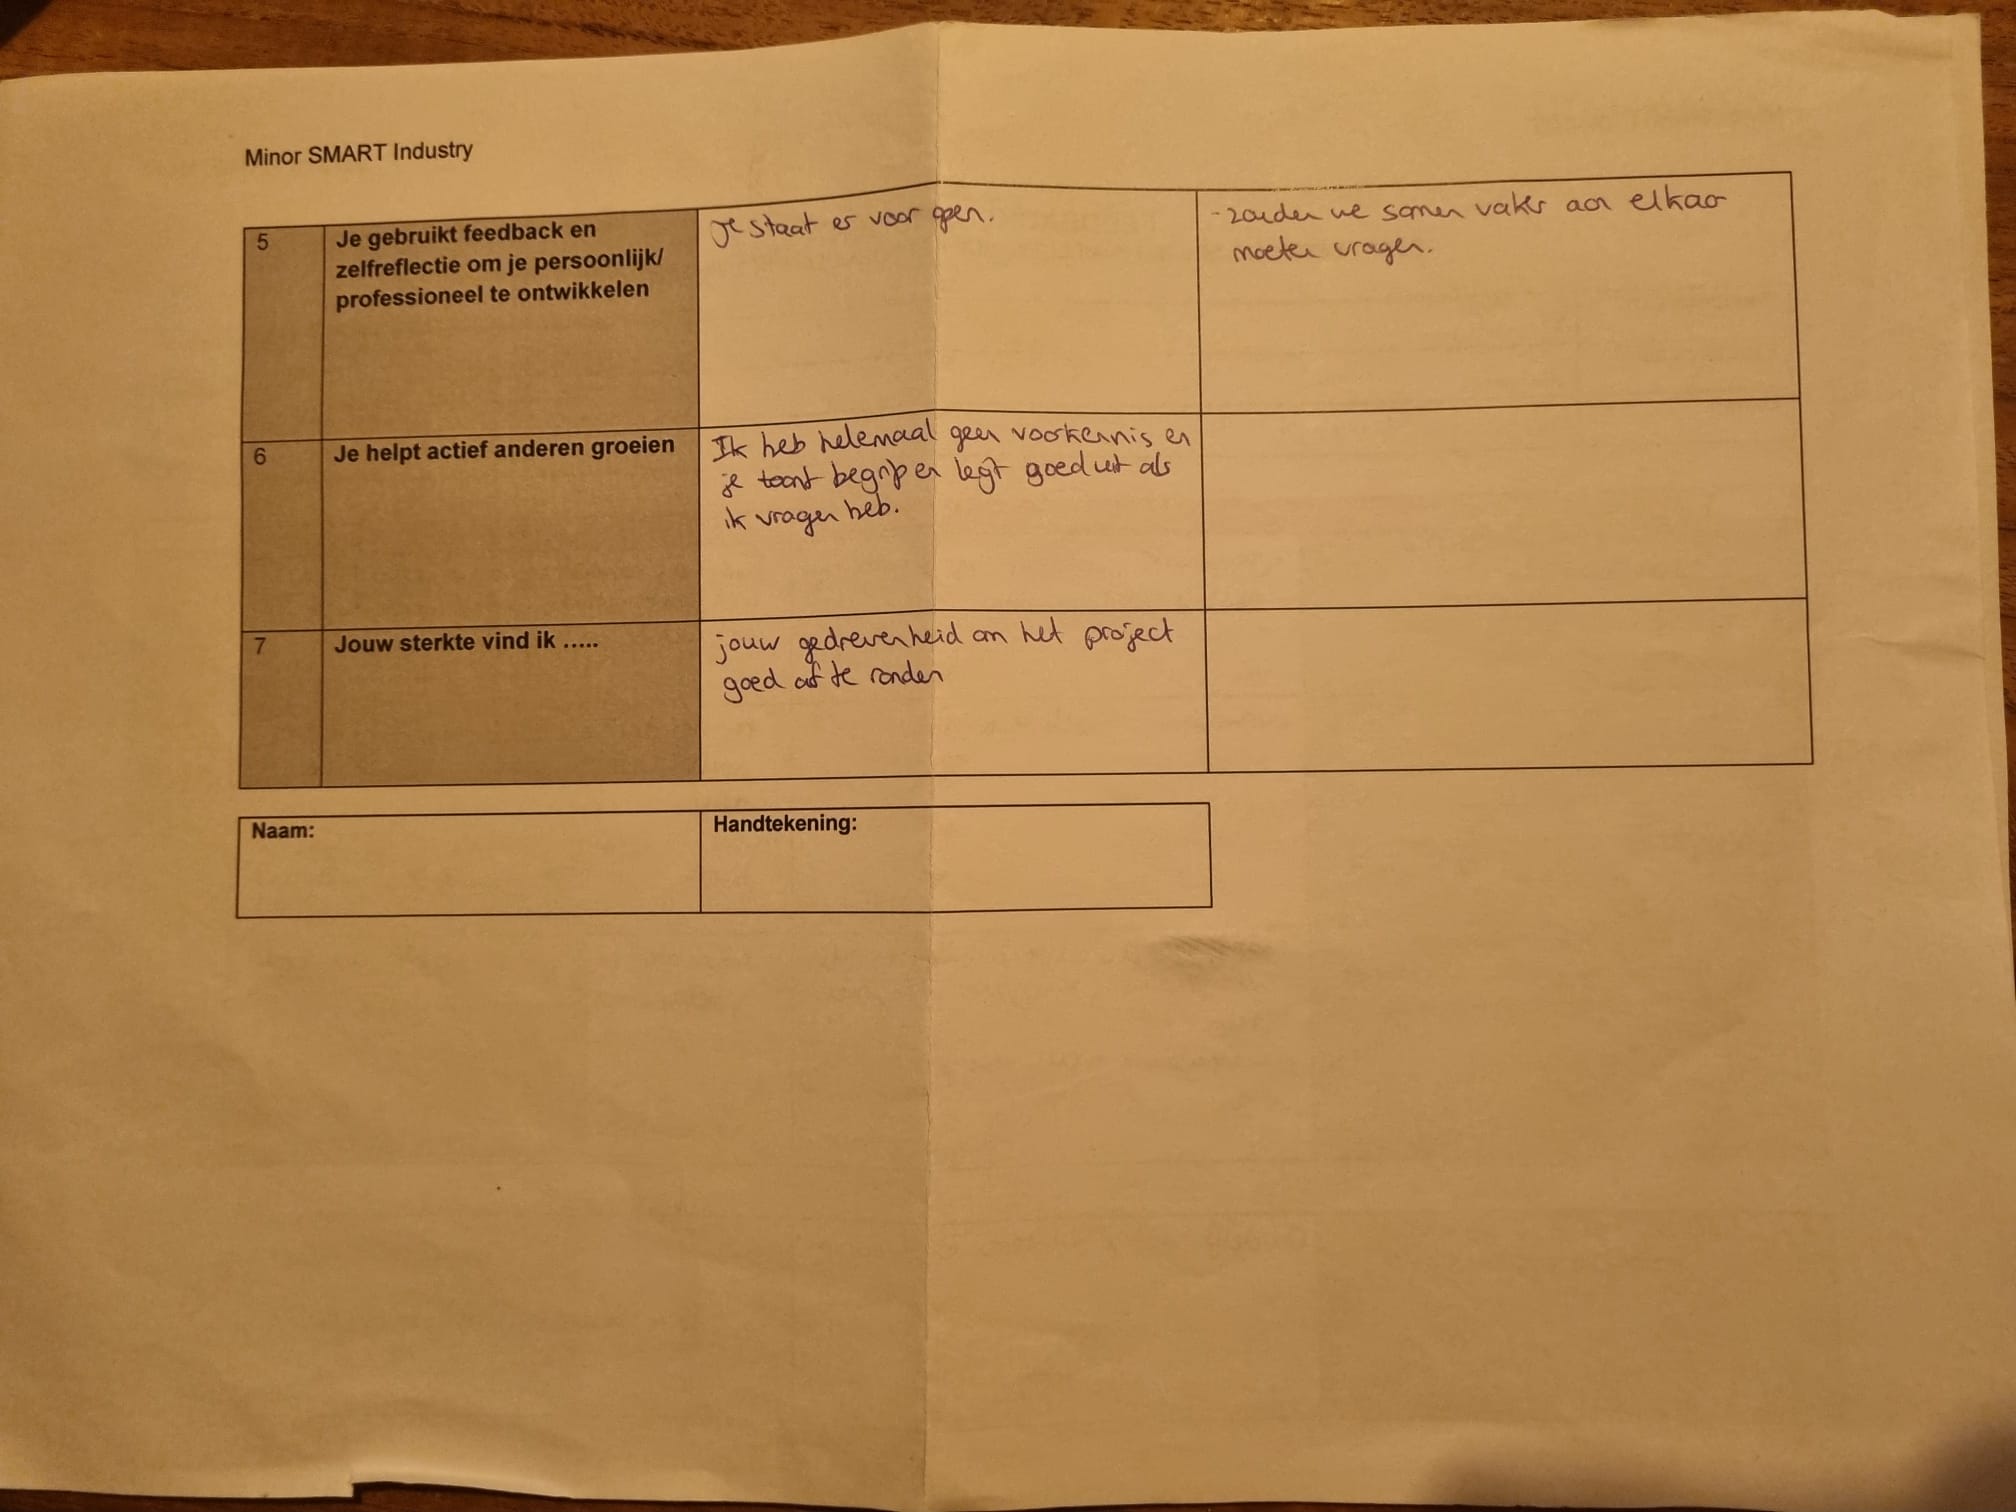 Minor SMART Industry
5
Je gebruikt feedback en
zelfreflectie om je persoonlijk/
professioneel te ontwikkelen
je staat er voor open.
- zouden we samen vaker aan elkaar
moeten vragen.
6
Je helpt actief anderen groeien
Ik heb helemaal geen voorkennis en
je toont begrip en legt goed uit als
ik vragen heb.
7
Jouw sterkte vind ik .....
jouw gedrevenheid om het project
goed af te ronden
Naam:
Handtekening: